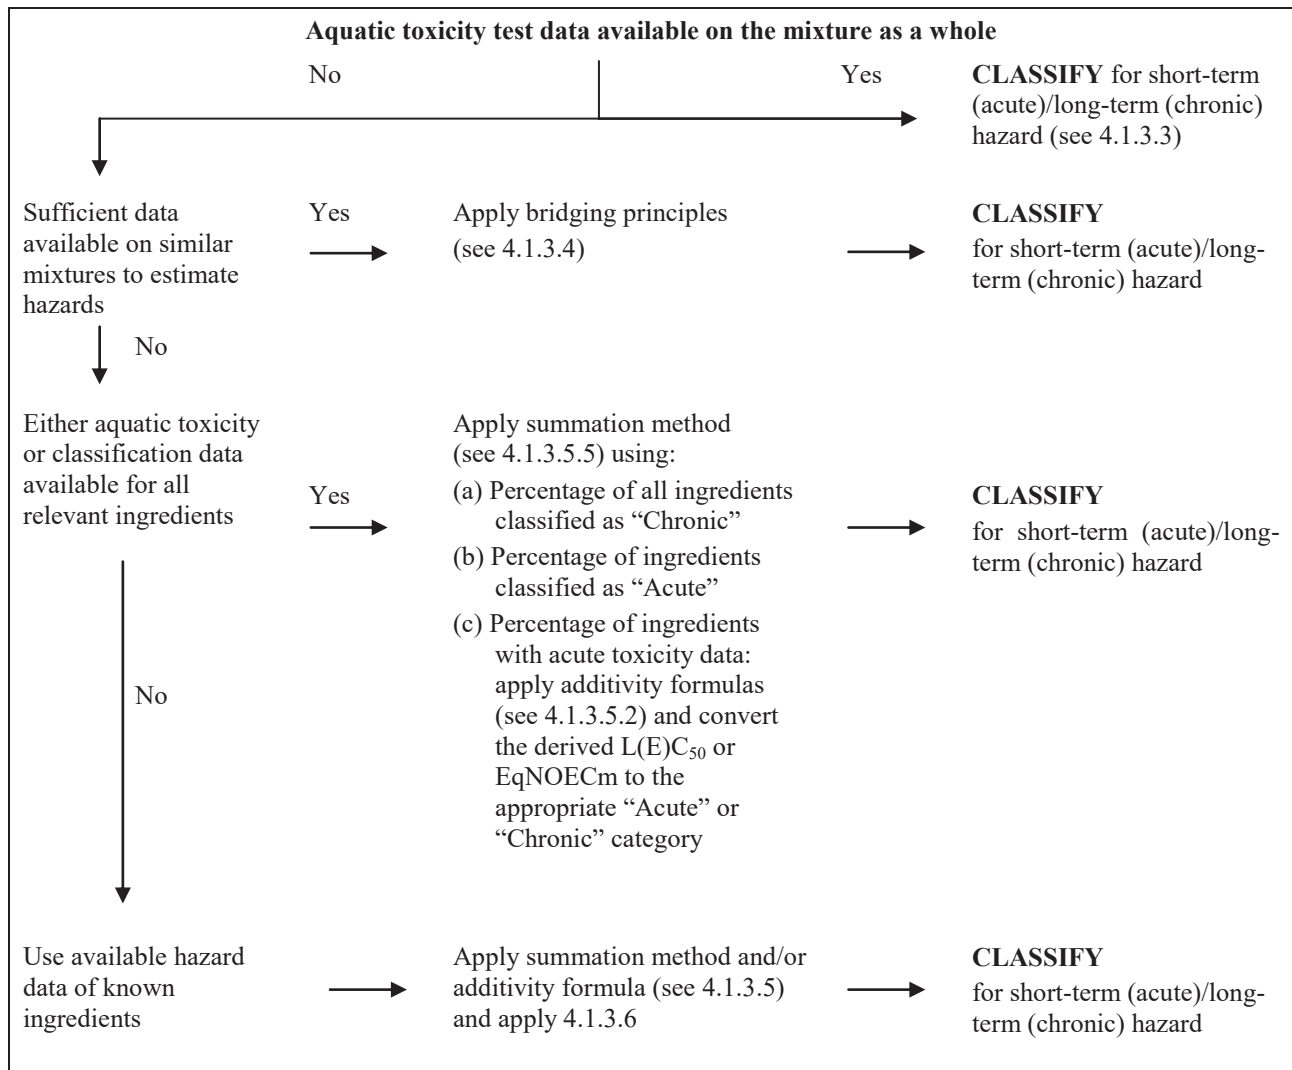 Aquatic toxicity test data available on the mixture as a whole
No
Yes
CLASSIFY for short-term
(acute)/long-term (chronic)
hazard (see 4.1.3.3)
Sufficient data
available on similar
mixtures to estimate
hazards
Yes
Apply bridging principles
(see 4.1.3.4)
CLASSIFY
for short-term (acute)/long-
term (chronic) hazard
No
Either aquatic toxicity
or classification data
available for all
relevant ingredients
Yes
Apply summation method
(see 4.1.3.5.5) using:
(a) Percentage of all ingredients
classified as “Chronic”
(b) Percentage of ingredients
classified as “Acute”
(c) Percentage of ingredients
with acute toxicity data:
apply additivity formulas
(see 4.1.3.5.2) and convert
the derived L(E)C₅₀ or
EqNOECm to the
appropriate “Acute” or
“Chronic” category
CLASSIFY
for short-term (acute)/long-
term (chronic) hazard
No
Use available hazard
data of known
ingredients
Apply summation method and/or
additivity formula (see 4.1.3.5)
and apply 4.1.3.6
CLASSIFY
for short-term (acute)/long-
term (chronic) hazard